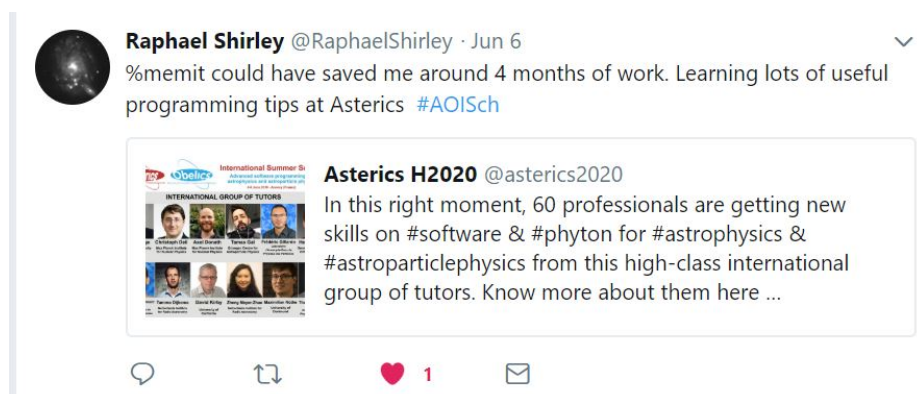 Raphael Shirley @RaphaelShirley · Jun 6
%memit could have saved me around 4 months of work. Learning lots of useful
programming tips at Asterics #AOISch
Obelics
International Summer S
INTERNATIONAL GROUP OF TUTORS
Asterics H2020 @asterics2020
In this right moment, 60 professionals are getting new
skills on #software & #phyton for #astrophysics &
#astroparticlephysics from this high-class international
group of tutors. Know more about them here ...
1